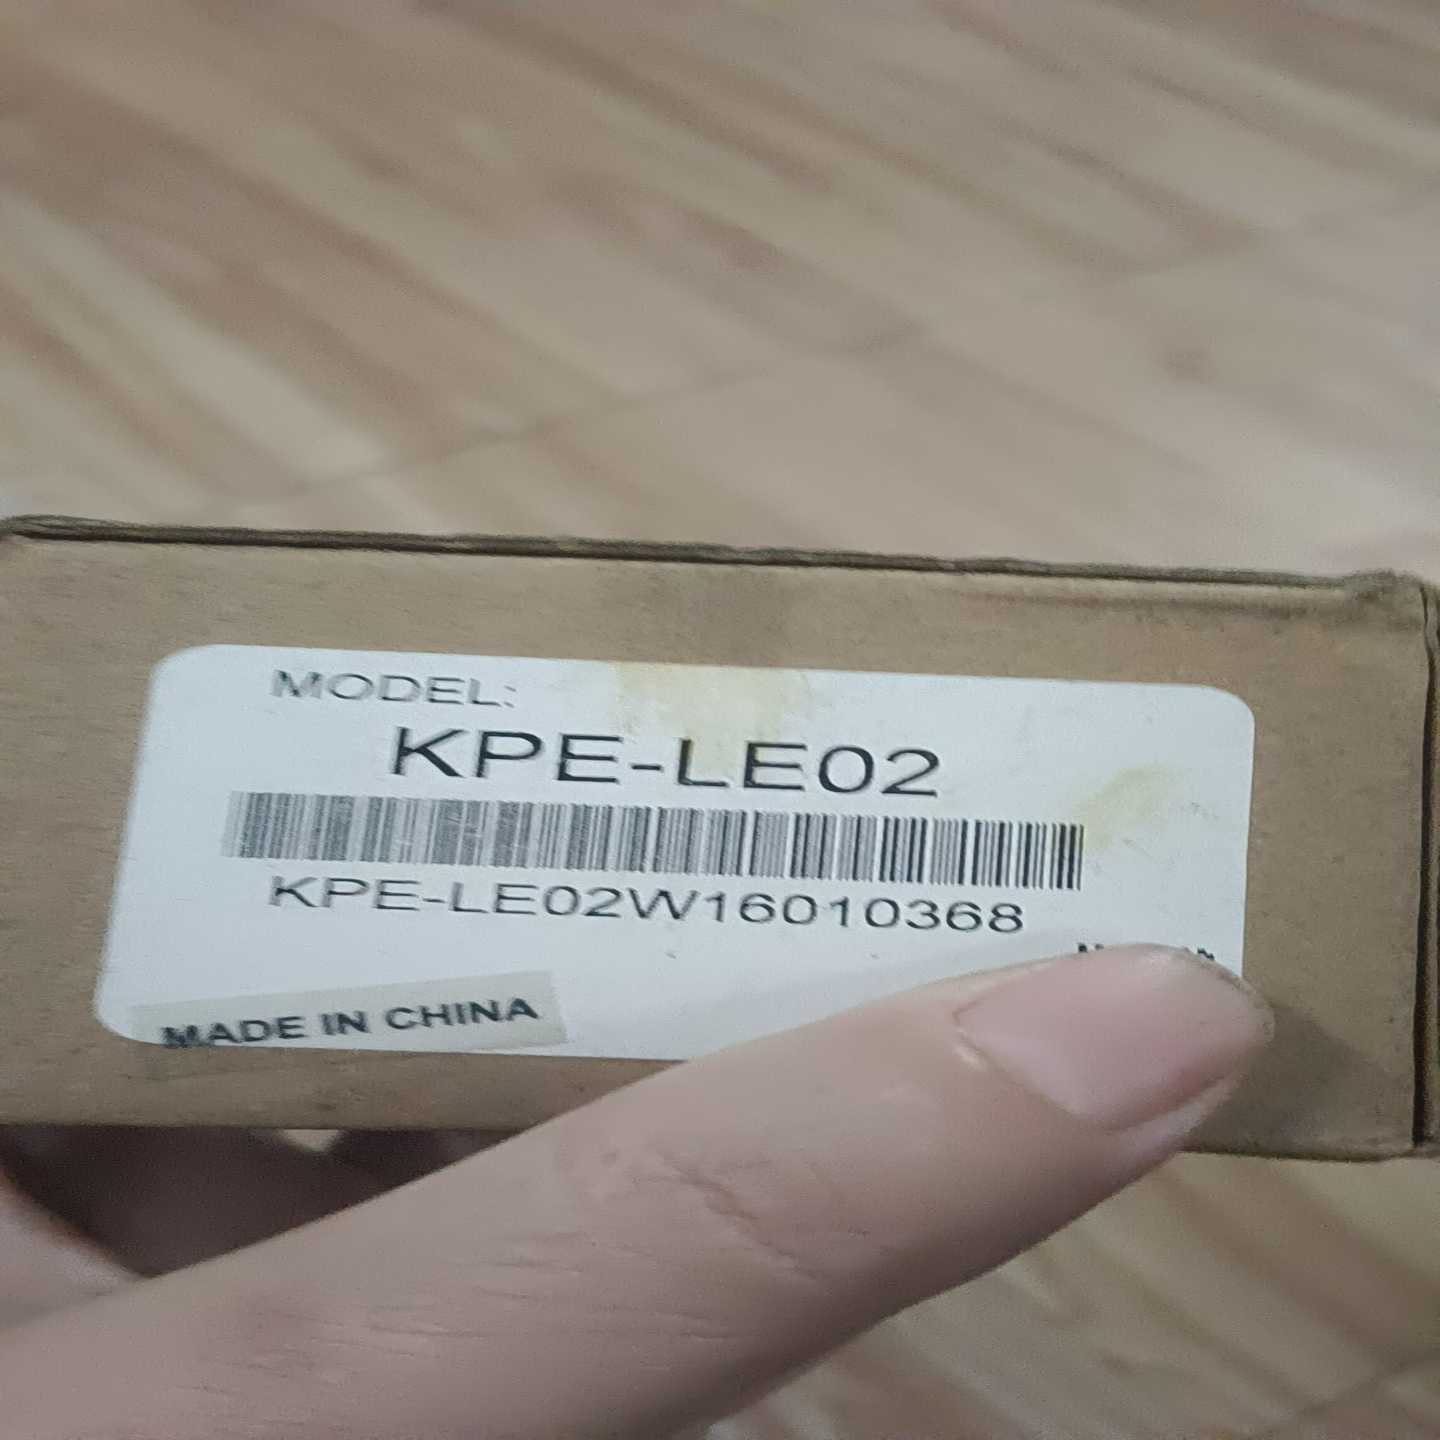 MODEL:
KPE-LE02
KPE-LE02W16010368
MADE IN CHINA